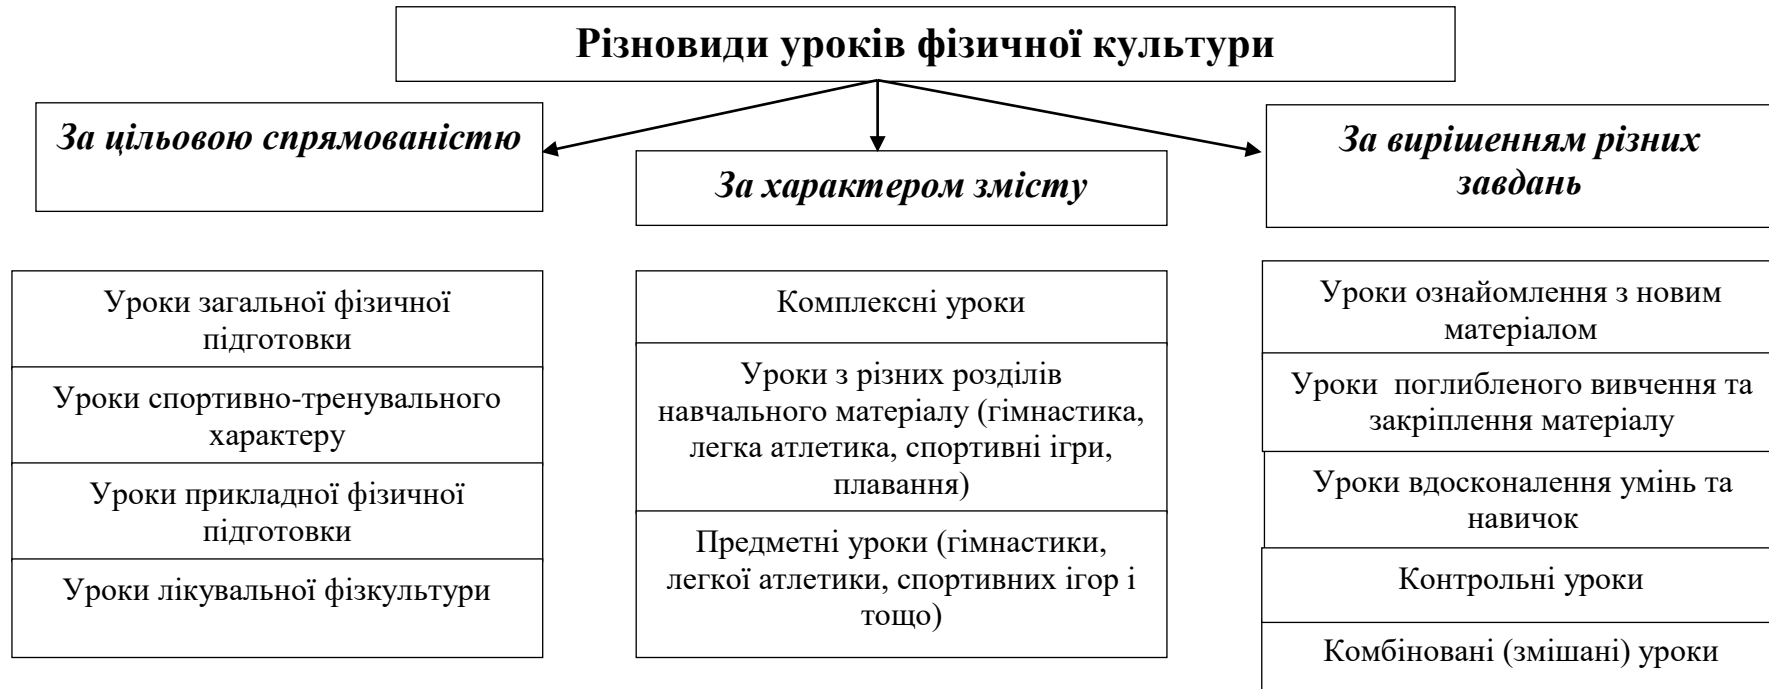 Різновиди уроків фізичної культури
За цільовою спрямованістю
За характером змісту
За вирішенням різних
завдань
Уроки загальної фізичної
підготовки
Уроки спортивно-тренувального
характеру
Уроки прикладної фізичної
підготовки
Уроки лікувальної фізкультури
Комплексні уроки
Уроки з різних розділів
навчального матеріалу (гімнастика,
легка атлетика, спортивні ігри,
плавання)
Предметні уроки (гімнастики,
легкої атлетики, спортивних ігор і
тощо)
Уроки ознайомлення з новим
матеріалом
Уроки поглибленого вивчення та
закріплення матеріалу
Уроки вдосконалення умінь та
навичок
Контрольні уроки
Комбіновані (змішані) уроки